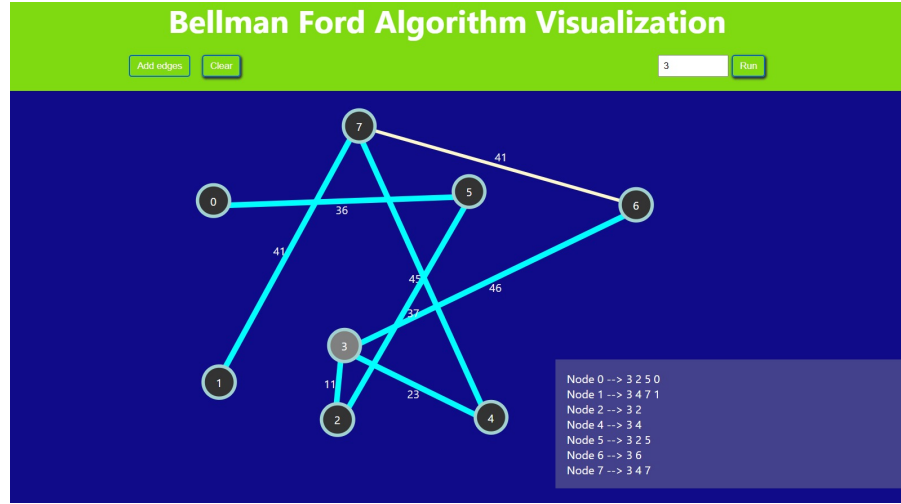 Bellman Ford Algorithm Visualization
Add edges Clear 3 Run
7
41
5
0
6
36
41
45
46
37
3
1
11
23
2
4
Node 0 --> 3 2 5 0
Node 1 --> 3 4 7 1
Node 2 --> 3 2
Node 4 --> 3 4
Node 5 --> 3 2 5
Node 6 --> 3 6
Node 7 --> 3 4 7